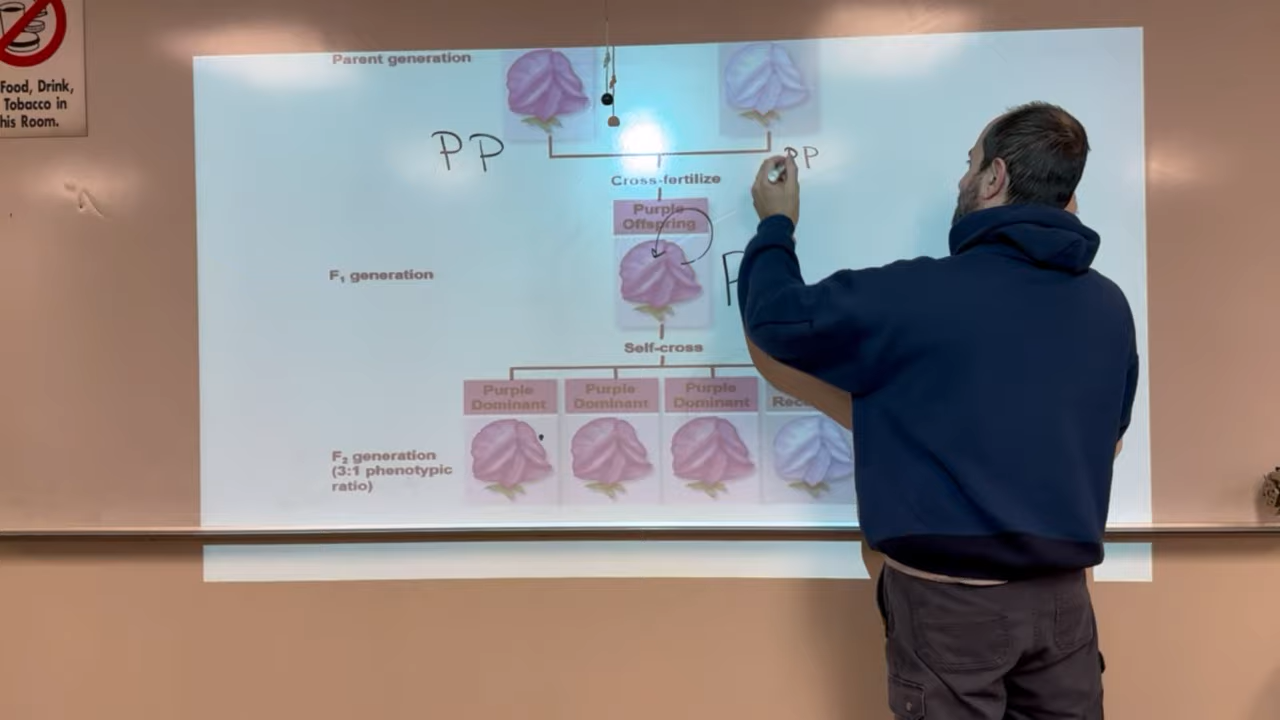 Food, Drink,
Tobacco in
his Room.
Parent generation
PP
PP
Cross-fertilize
Purple
Offspring
F₁ generation
P
Self-cross
Purple Dominant
Purple Dominant
Purple Dominant
F₂ generation
(3:1 phenotypic
ratio)